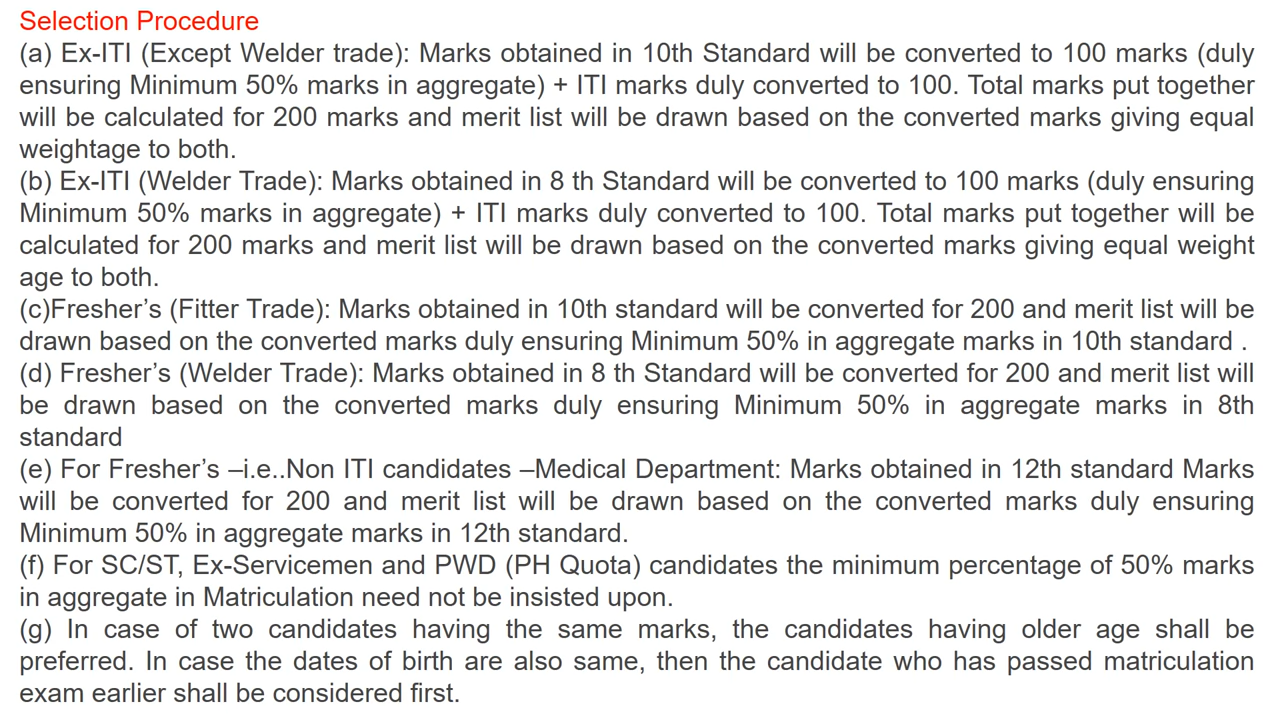 Selection Procedure
(a) Ex-ITI (Except Welder trade): Marks obtained in 10th Standard will be converted to 100 marks (duly
ensuring Minimum 50% marks in aggregate) + ITI marks duly converted to 100. Total marks put together
will be calculated for 200 marks and merit list will be drawn based on the converted marks giving equal
weightage to both.
(b) Ex-ITI (Welder Trade): Marks obtained in 8 th Standard will be converted to 100 marks (duly ensuring
Minimum 50% marks in aggregate) + ITI marks duly converted to 100. Total marks put together will be
calculated for 200 marks and merit list will be drawn based on the converted marks giving equal weight
age to both.
(c)Fresher’s (Fitter Trade): Marks obtained in 10th standard will be converted for 200 and merit list will be
drawn based on the converted marks duly ensuring Minimum 50% in aggregate marks in 10th standard .
(d) Fresher’s (Welder Trade): Marks obtained in 8 th Standard will be converted for 200 and merit list will
be drawn based on the converted marks duly ensuring Minimum 50% in aggregate marks in 8th
standard
(e) For Fresher’s –i.e..Non ITI candidates –Medical Department: Marks obtained in 12th standard Marks
will be converted for 200 and merit list will be drawn based on the converted marks duly ensuring
Minimum 50% in aggregate marks in 12th standard.
(f) For SC/ST, Ex-Servicemen and PWD (PH Quota) candidates the minimum percentage of 50% marks
in aggregate in Matriculation need not be insisted upon.
(g) In case of two candidates having the same marks, the candidates having older age shall be
preferred. In case the dates of birth are also same, then the candidate who has passed matriculation
exam earlier shall be considered first.